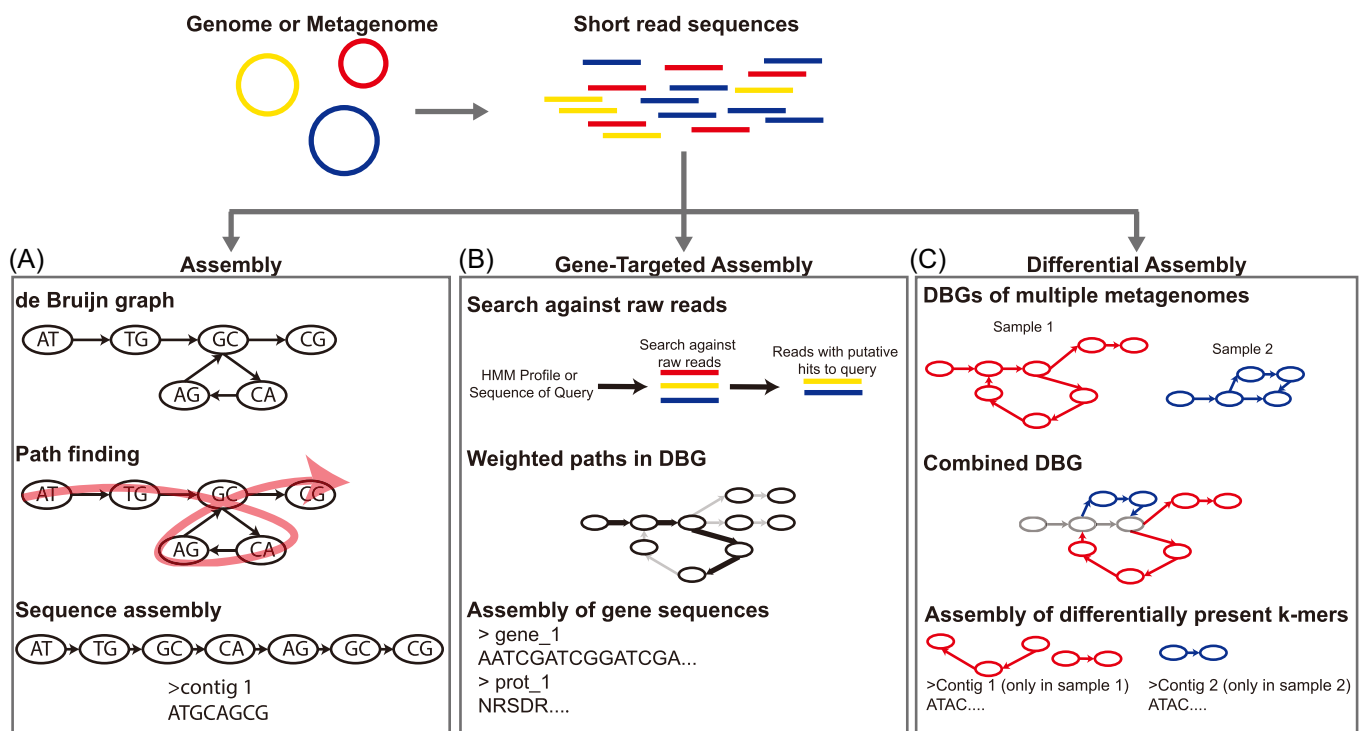 Genome or Metagenome
Short read sequences
(A)
Assembly
de Bruijn graph
AT TG GC CG
AG CA
Path finding
AT TG GC CG
AG CA
Sequence assembly
AT TG GC CA AG GC CG
>contig 1
ATGCAGCG
(B)
Gene-Targeted Assembly
Search against raw reads
HMM Profile or
Sequence of Query
Search against
raw reads
Reads with putative
hits to query
Weighted paths in DBG
Assembly of gene sequences
> gene_1
AATCGATCGGATCGA...
> prot_1
NRSDR....
(C)
Differential Assembly
DBGs of multiple metagenomes
Sample 1
Sample 2
Combined DBG
Assembly of differentially present k-mers
>Contig 1 (only in sample 1)
ATAC....
>Contig 2 (only in sample 2)
ATAC....